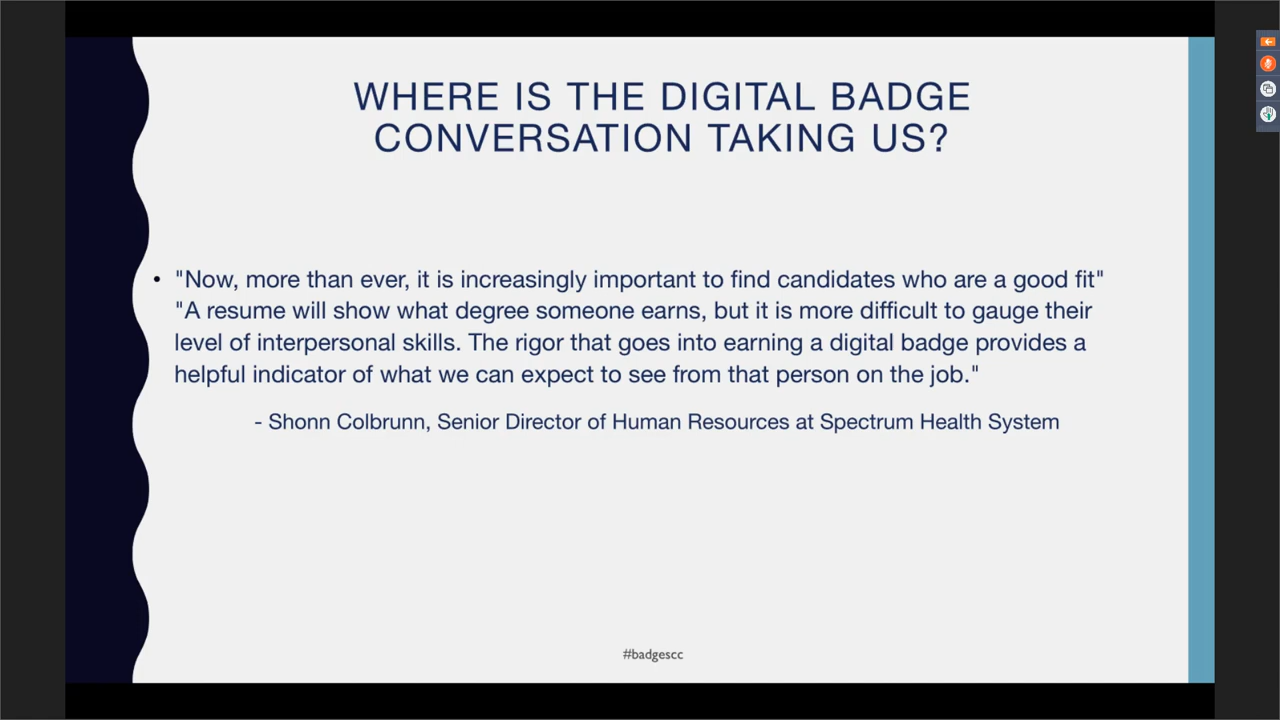 WHERE IS THE DIGITAL BADGE
CONVERSATION TAKING US?
• "Now, more than ever, it is increasingly important to find candidates who are a good fit"
"A resume will show what degree someone earns, but it is more difficult to gauge their
level of interpersonal skills. The rigor that goes into earning a digital badge provides a
helpful indicator of what we can expect to see from that person on the job."
- Shonn Colbrunn, Senior Director of Human Resources at Spectrum Health System
#badgescc